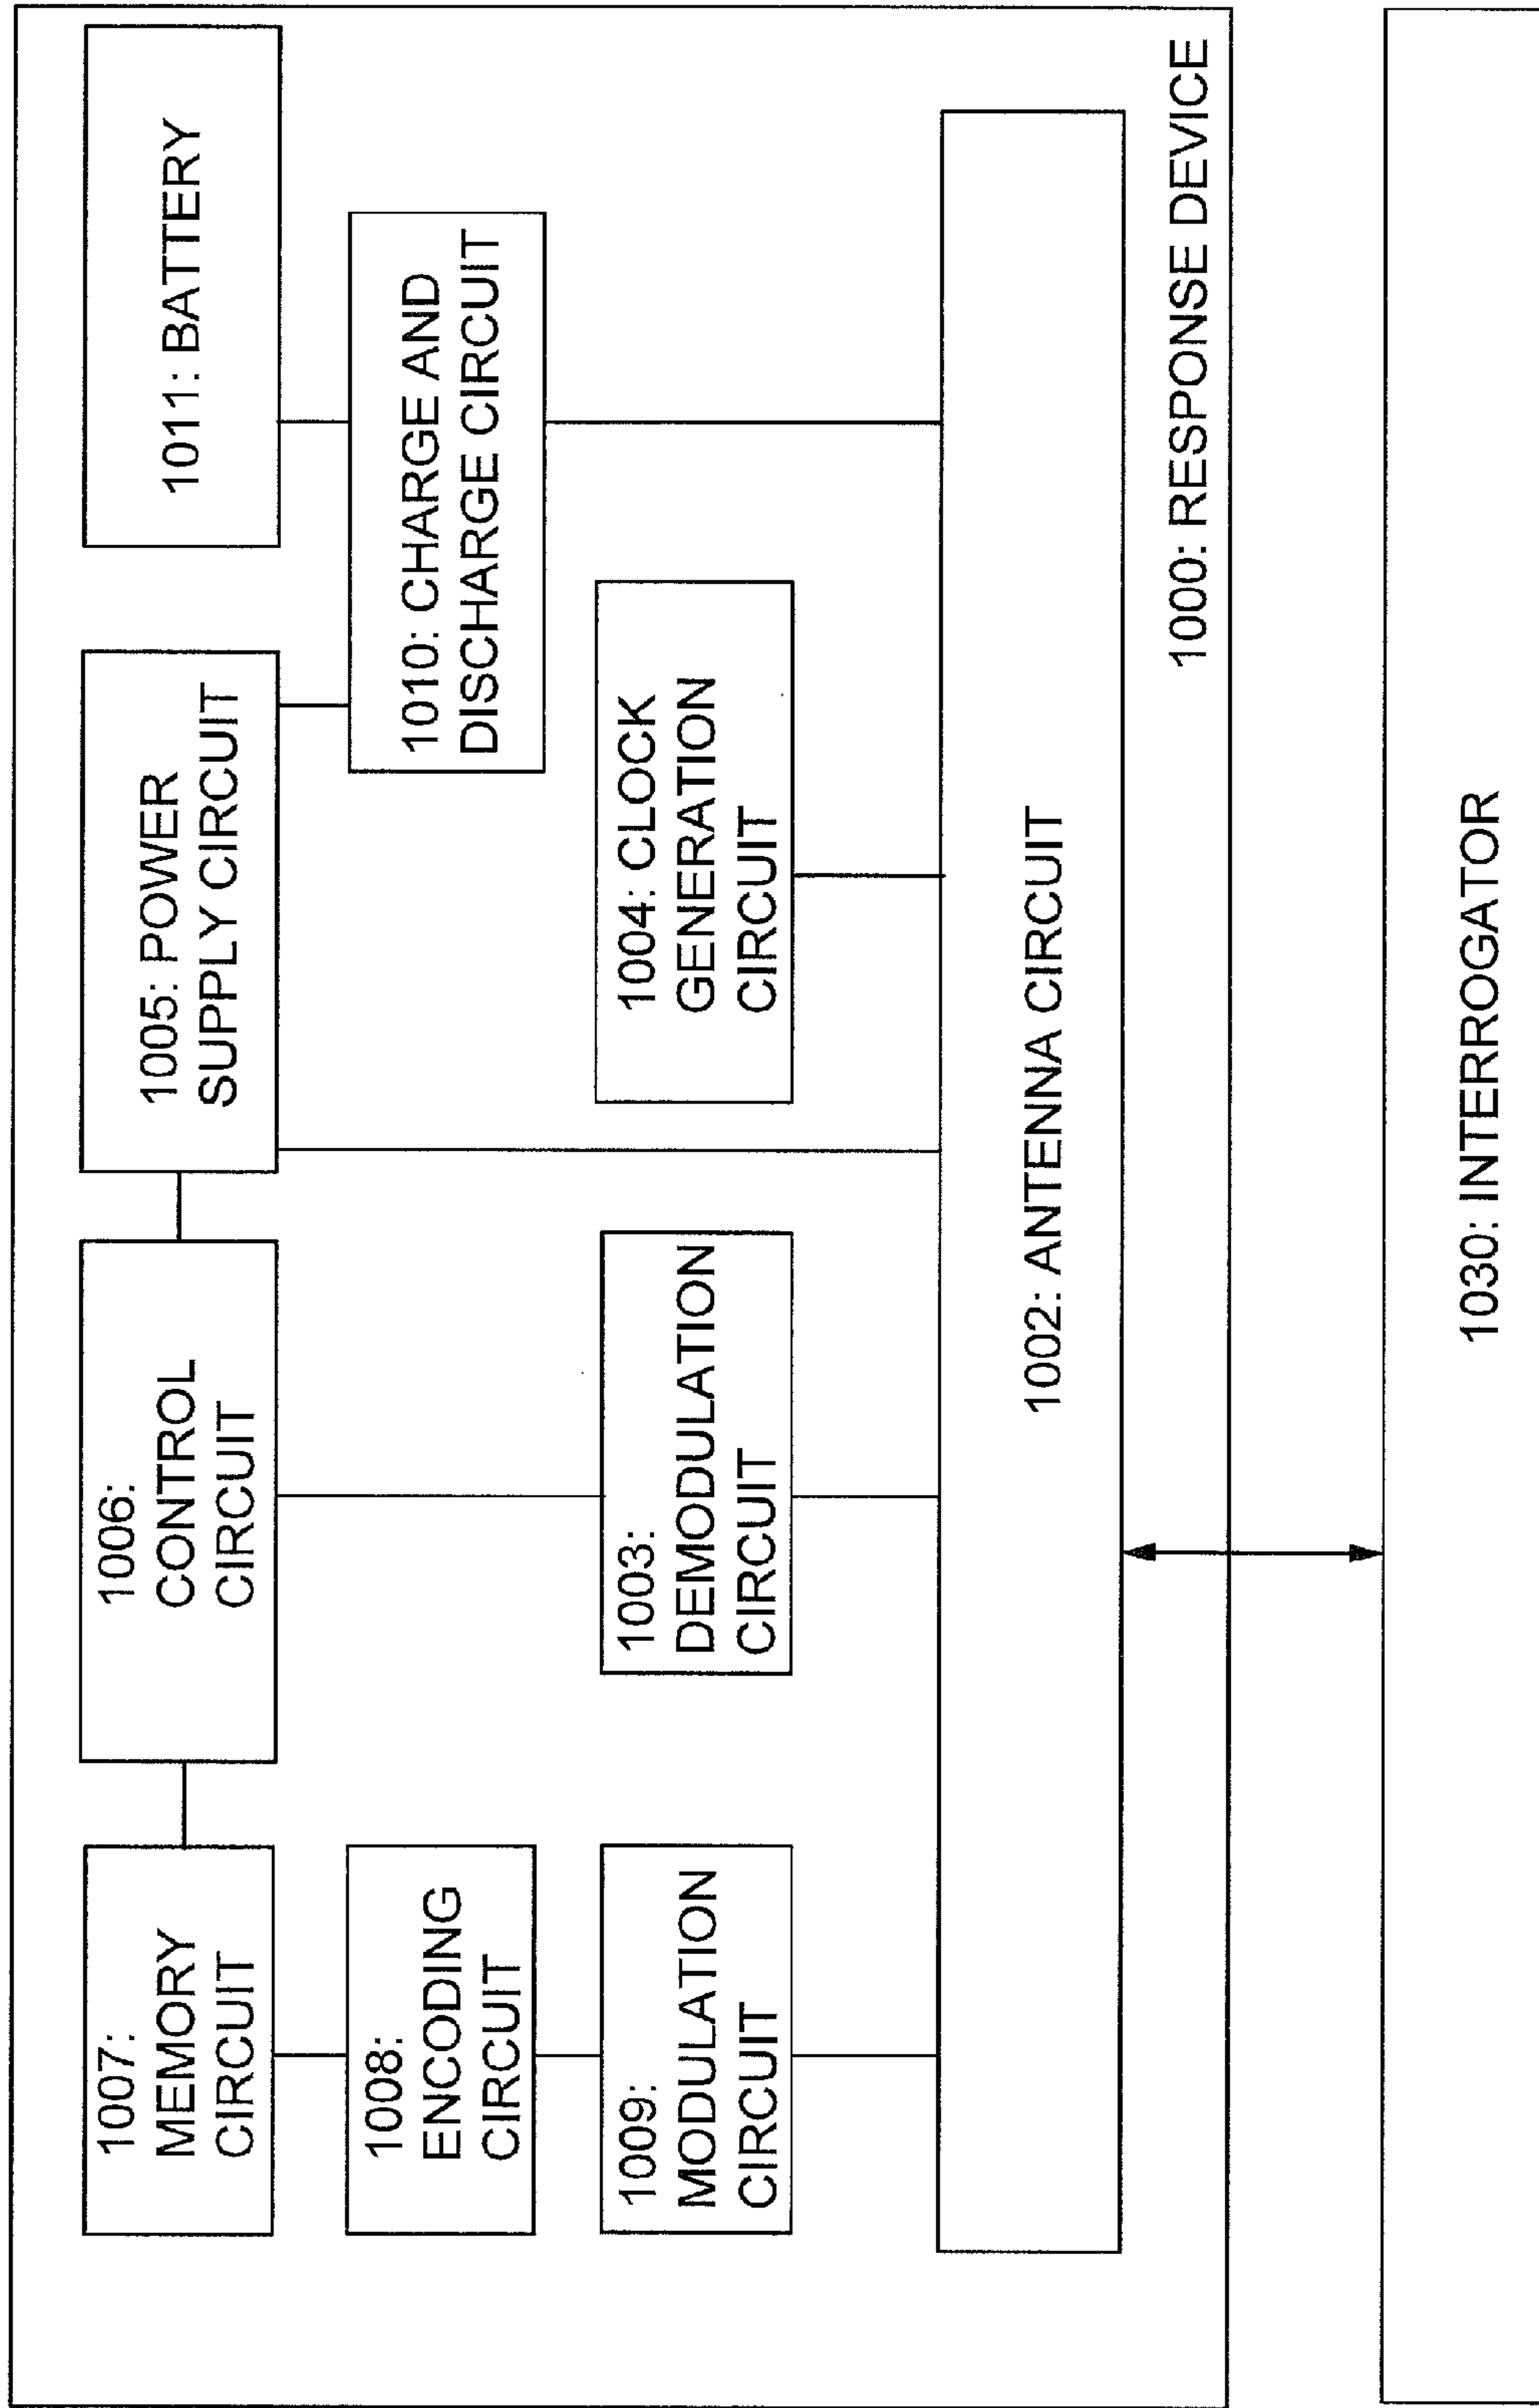 1007:
MEMORY
CIRCUIT
1006:
CONTROL
CIRCUIT
1005: POWER
SUPPLY CIRCUIT
1011: BATTERY
1008:
ENCODING
CIRCUIT
1010: CHARGE AND
DISCHARGE CIRCUIT
1009:
MODULATION
CIRCUIT
1003:
DEMODULATION
CIRCUIT
1004: CLOCK
GENERATION
CIRCUIT
1002: ANTENNA CIRCUIT
1000: RESPONSE DEVICE
1030: INTERROGATOR